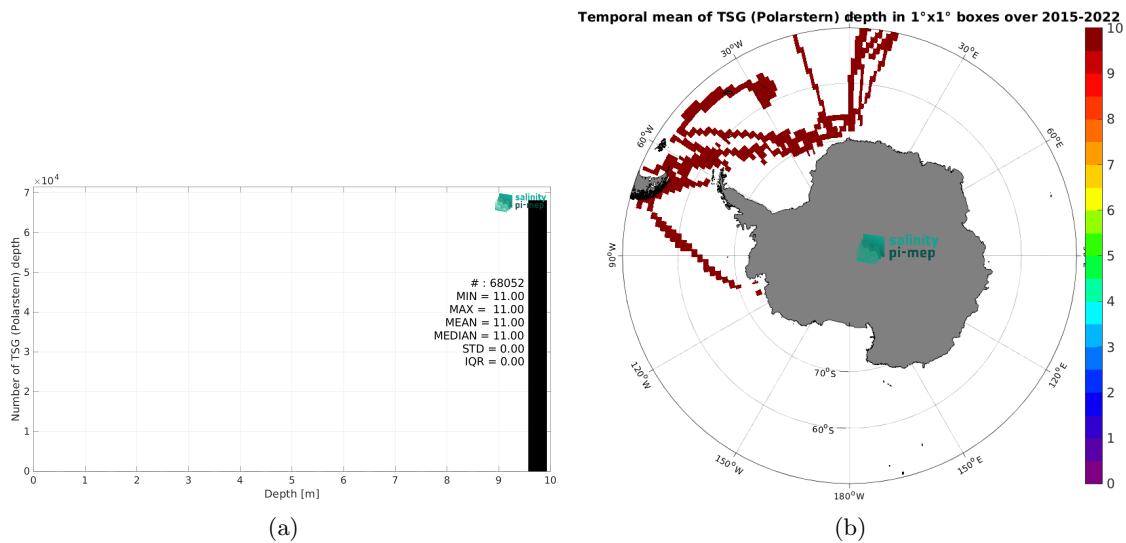 Temporal mean of TSG (Polarstern) depth in 1°x1° boxes over 2015-2022
×10⁴
7
6
5
4
3
2
1
0
Number of TSG (Polarstern) depth
salinity
pi-mep
# : 68052
MIN = 11.00
MAX = 11.00
MEAN = 11.00
MEDIAN = 11.00
STD = 0.00
IQR = 0.00
0 1 2 3 4 5 6 7 8 9 10
Depth [m]
(a)
30°W
0°
30°E
60°W
60°E
90°W
120°W
120°E
150°W
150°E
180°W
70°S
60°S
salinity
pi-mep
10
9
8
7
6
5
4
3
2
1
0
(b)